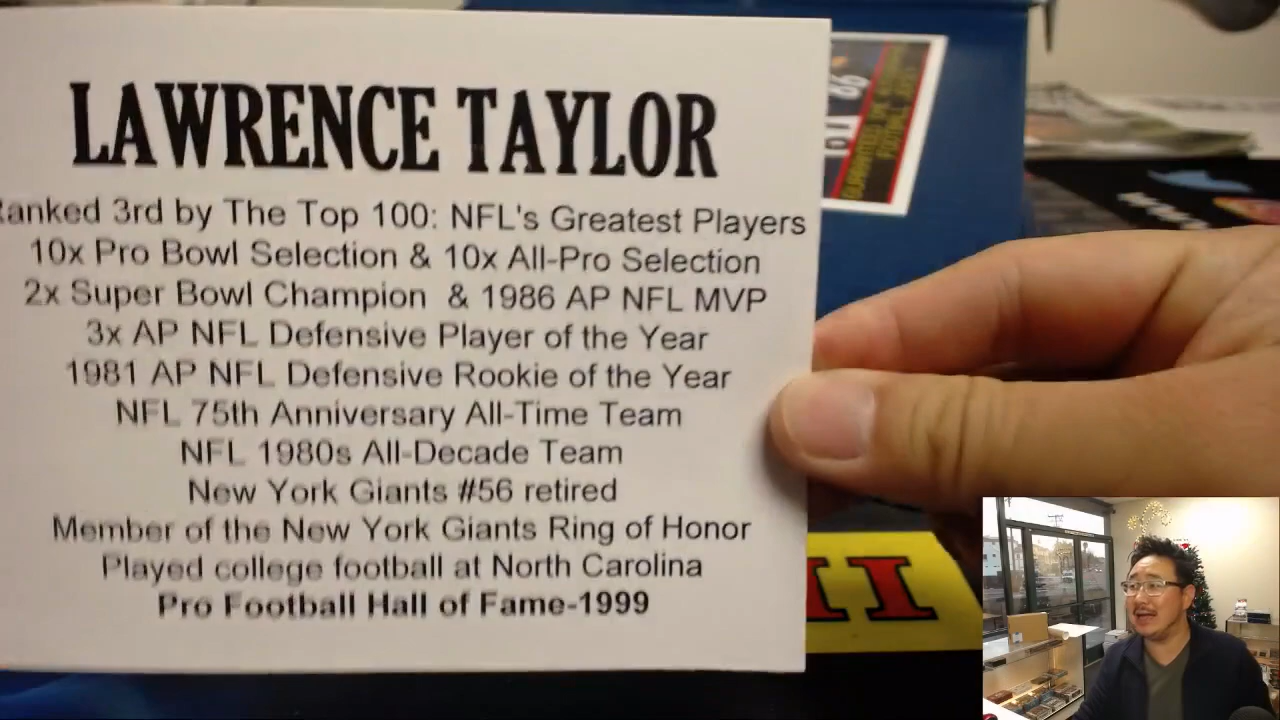 LAWRENCE TAYLOR
Ranked 3rd by The Top 100: NFL's Greatest Players
10x Pro Bowl Selection & 10x All-Pro Selection
2x Super Bowl Champion & 1986 AP NFL MVP
3x AP NFL Defensive Player of the Year
1981 AP NFL Defensive Rookie of the Year
NFL 75th Anniversary All-Time Team
NFL 1980s All-Decade Team
New York Giants #56 retired
Member of the New York Giants Ring of Honor
Played college football at North Carolina
Pro Football Hall of Fame-1999